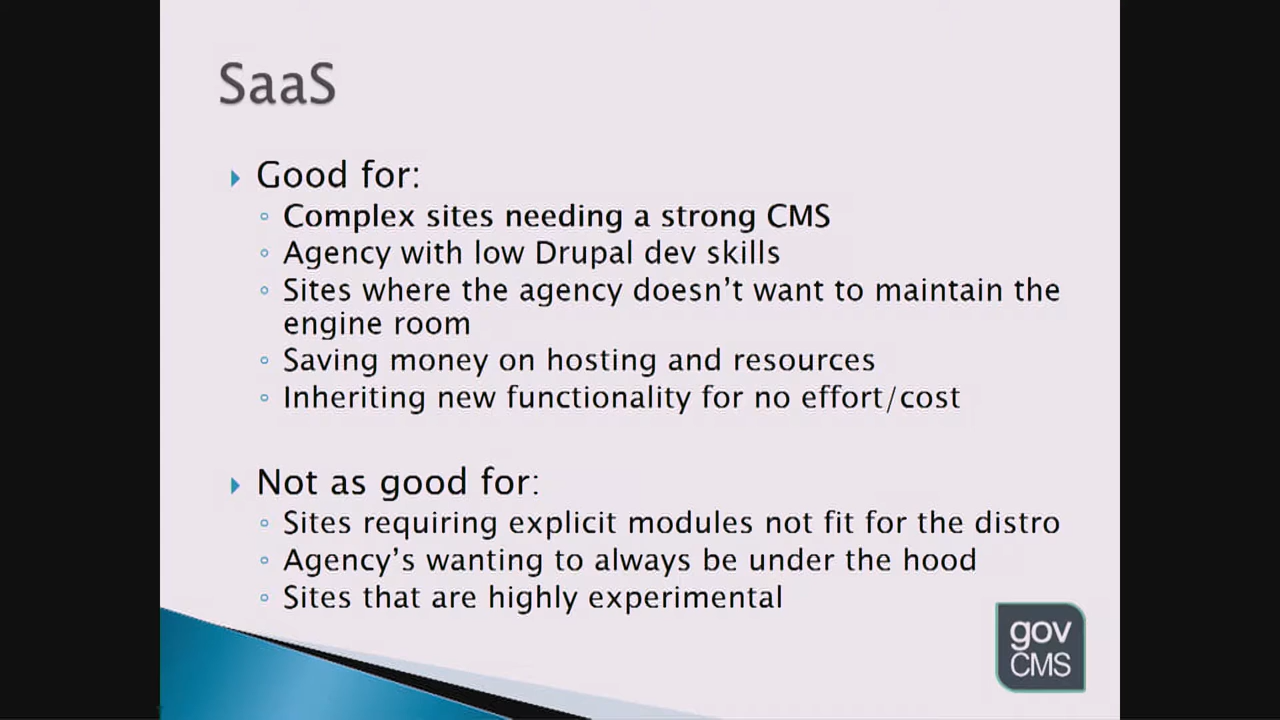 SaaS
Good for:
Complex sites needing a strong CMS
Agency with low Drupal dev skills
Sites where the agency doesn’t want to maintain the
engine room
Saving money on hosting and resources
Inheriting new functionality for no effort/cost
Not as good for:
Sites requiring explicit modules not fit for the distro
Agency’s wanting to always be under the hood
Sites that are highly experimental
gov
CMS